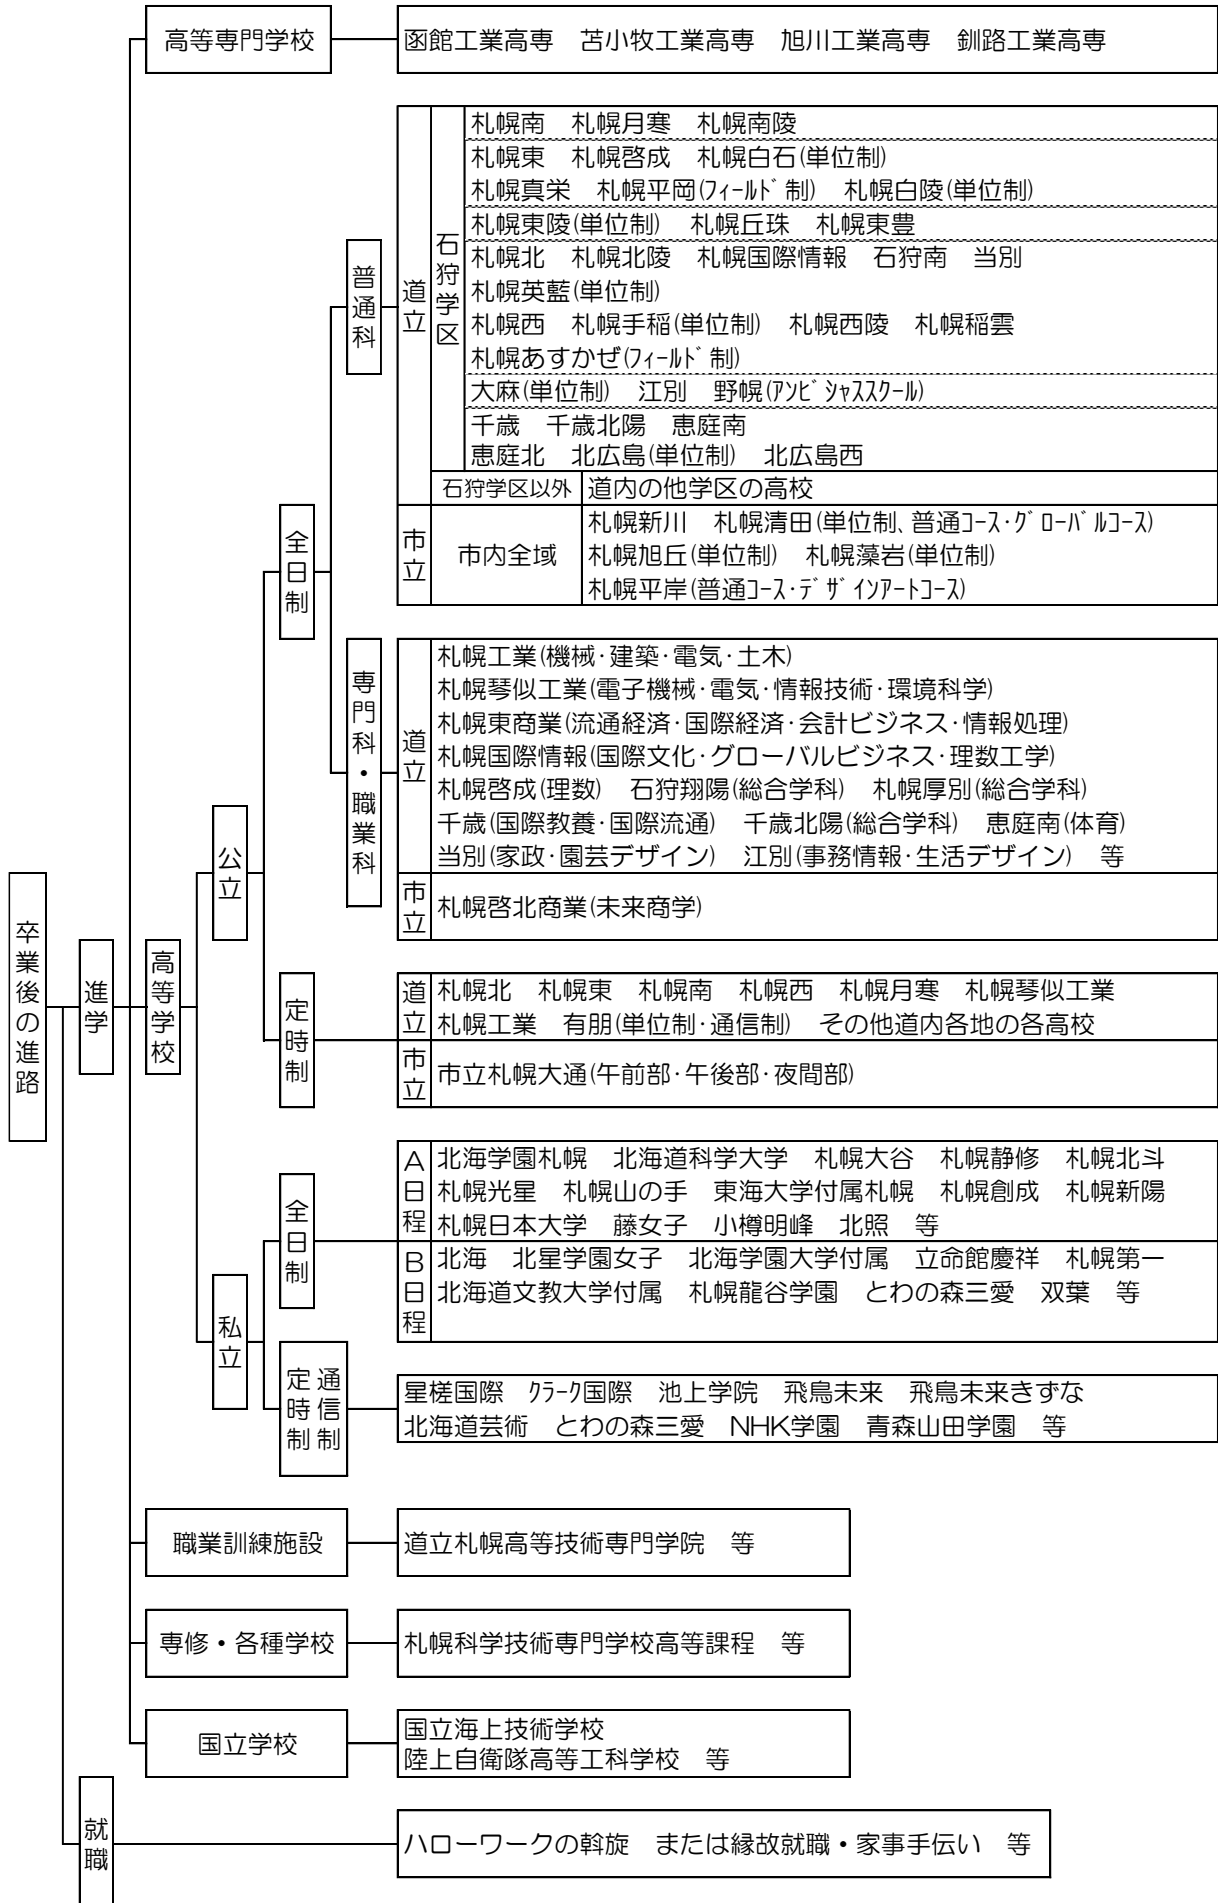 高等専門学校
函館工業高専　苫小牧工業高専　旭川工業高専　釧路工業高専
卒業後の進路
進学
高等学校
公立
全日制
普通科
道立
石狩学区
札幌南　札幌月寒　札幌南陵
札幌東　札幌啓成　札幌白石(単位制)
札幌真栄　札幌平岡(ﾌｨｰﾙﾄﾞ制)　札幌白陵(単位制)
札幌東陵(単位制)　札幌丘珠　札幌東豊
札幌北　札幌北陵　札幌国際情報　石狩南　当別
札幌英藍(単位制)
札幌西　札幌手稲(単位制)　札幌西陵　札幌稲雲
札幌あすかぜ(ﾌｨｰﾙﾄﾞ制)
大麻(単位制)　江別　野幌(ｱﾝﾋﾞｼｬｽｽｸｰﾙ)
千歳　千歳北陽　恵庭南
恵庭北　北広島(単位制)　北広島西
石狩学区以外
道内の他学区の高校
市立
市内全域
札幌新川　札幌清田(単位制､普通ｺｰｽ･ｸﾞﾛｰﾊﾞﾙｺｰｽ)
札幌旭丘(単位制)　札幌藻岩(単位制)
札幌平岸(普通ｺｰｽ･ﾃﾞｻﾞｲﾝｱｰﾄｺｰｽ)
専門科・職業科
道立
札幌工業(機械･建築･電気･土木)
札幌琴似工業(電子機械･電気･情報技術･環境科学)
札幌東商業(流通経済･国際経済･会計ビジネス･情報処理)
札幌国際情報(国際文化･グローバルビジネス･理数工学)
札幌啓成(理数)　石狩翔陽(総合学科)　札幌厚別(総合学科)
千歳(国際教養･国際流通)　千歳北陽(総合学科)　恵庭南(体育)
当別(家政･園芸デザイン)　江別(事務情報･生活デザイン)　等
市立
札幌啓北商業(未来商学)
定時制
道立
札幌北　札幌東　札幌南　札幌西　札幌月寒　札幌琴似工業
札幌工業　有朋(単位制･通信制)　その他道内各地の各高校
市立
市立札幌大通(午前部･午後部･夜間部)
私立
全日制
A日程
北海学園札幌　北海道科学大学　札幌大谷　札幌静修　札幌北斗
札幌光星　札幌山の手　東海大学付属札幌　札幌創成　札幌新陽
札幌日本大学　藤女子　小樽明峰　北照　等
B日程
北海　北星学園女子　北海学園大学付属　立命館慶祥　札幌第一
北海道文教大学付属　札幌龍谷学園　とわの森三愛　双葉　等
定時制
通信制
星槎国際　ｸﾗｰｸ国際　池上学院　飛鳥未来　飛鳥未来きずな
北海道芸術　とわの森三愛　NHK学園　青森山田学園　等
職業訓練施設
道立札幌高等技術専門学院　等
専修・各種学校
札幌科学技術専門学校高等課程　等
国立学校
国立海上技術学校
陸上自衛隊高等工科学校　等
就職
ハローワークの斡旋　または縁故就職・家事手伝い　等